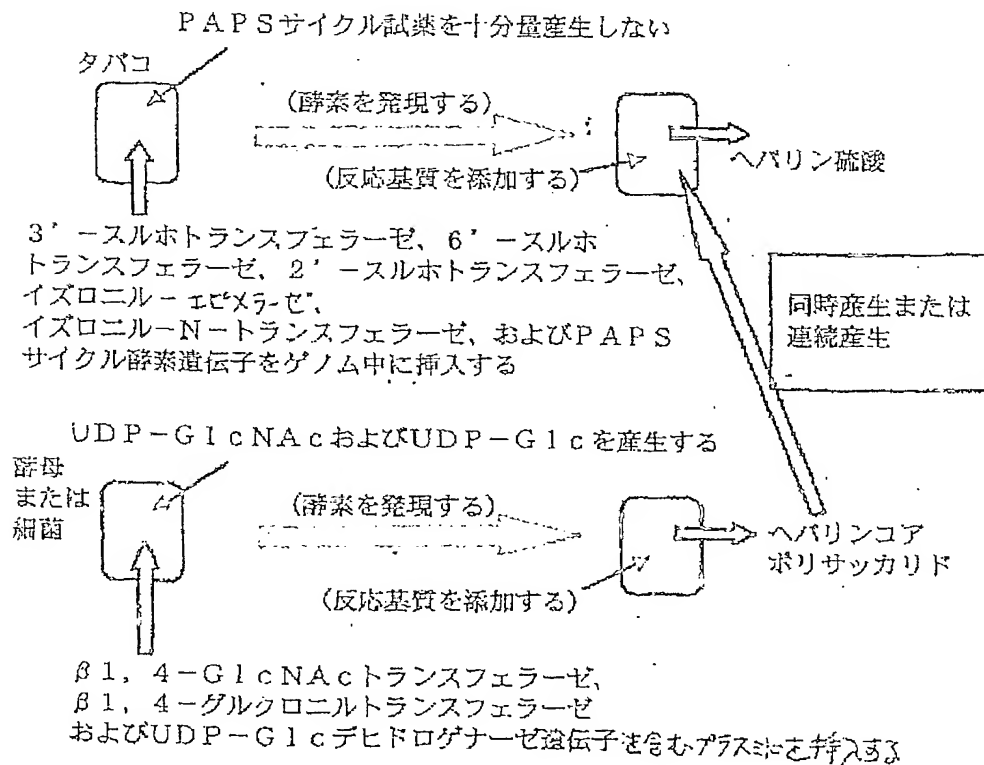 PAPSサイクル試薬を十分量産生しない
タバコ
(酵素を発現する)
(反応基質を添加する)
ヘパリン硫酸
3'-スルホトランスフェラーゼ、6'-スルホ
トランスフェラーゼ、2'-スルホトランスフェラーゼ、
イズロニル-エピメラーゼ、
イズロニル-N-トランスフェラーゼ、およびPAPS
サイクル酵素遺伝子をゲノム中に挿入する
同時産生または
連続産生
UDP-GlcNAcおよびUDP-Glcを産生する
酵母
または
細菌
(酵素を発現する)
(反応基質を添加する)
ヘパリンコア
ポリサッカリド
β1,4-GlcNAcトランスフェラーゼ、
β1,4-グルクロニルトランスフェラーゼ
およびUDP-Glcデヒドロゲナーゼ遺伝子を含むプラスミドを挿入する